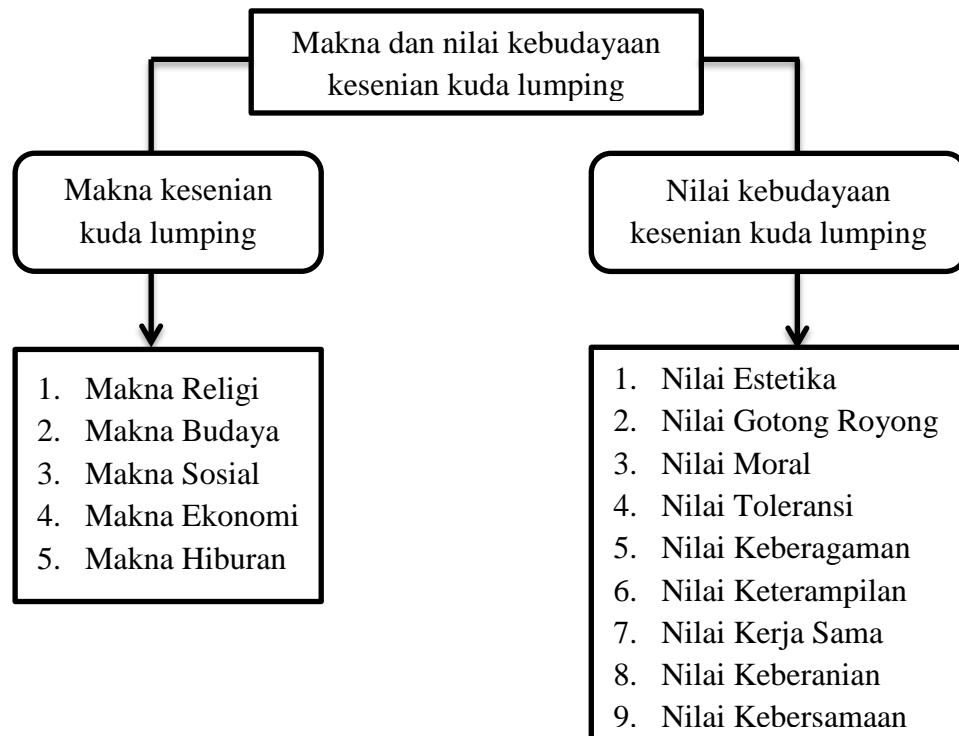 Makna dan nilai kebudayaan
kesenian kuda lumping
Makna kesenian
kuda lumping
Nilai kebudayaan
kesenian kuda lumping
1. Makna Religi
2. Makna Budaya
3. Makna Sosial
4. Makna Ekonomi
5. Makna Hiburan
1. Nilai Estetika
2. Nilai Gotong Royong
3. Nilai Moral
4. Nilai Toleransi
5. Nilai Keberagaman
6. Nilai Keterampilan
7. Nilai Kerja Sama
8. Nilai Keberanian
9. Nilai Kebersamaan